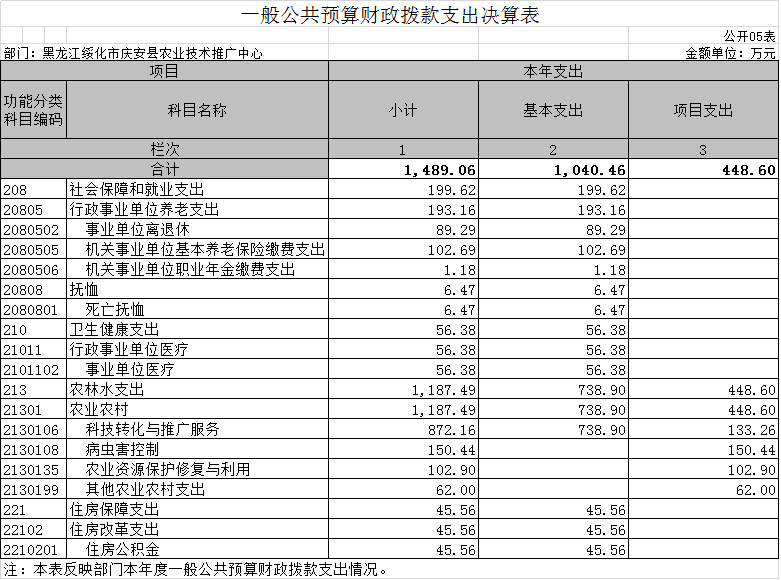 一般公共预算财政拨款支出决算表
公开05表
部门：黑龙江绥化市庆安县农业技术推广中心 金额单位：万元
项目 本年支出
功能分类科目编码 科目名称 小计 基本支出 项目支出
栏次 1 2 3
合计 1,489.06 1,040.46 448.60
208 社会保障和就业支出 199.62 199.62
20805 行政事业单位养老支出 193.16 193.16
2080502 事业单位离退休 89.29 89.29
2080505 机关事业单位基本养老保险缴费支出 102.69 102.69
2080506 机关事业单位职业年金缴费支出 1.18 1.18
20808 抚恤 6.47 6.47
2080801 死亡抚恤 6.47 6.47
210 卫生健康支出 56.38 56.38
21011 行政事业单位医疗 56.38 56.38
2101102 事业单位医疗 56.38 56.38
213 农林水支出 1,187.49 738.90 448.60
21301 农业农村 1,187.49 738.90 448.60
2130106 科技转化与推广服务 872.16 738.90 133.26
2130108 病虫害控制 150.44 150.44
2130135 农业资源保护修复与利用 102.90 102.90
2130199 其他农业农村支出 62.00 62.00
221 住房保障支出 45.56 45.56
22102 住房改革支出 45.56 45.56
2210201 住房公积金 45.56 45.56
注：本表反映部门本年度一般公共预算财政拨款支出情况。